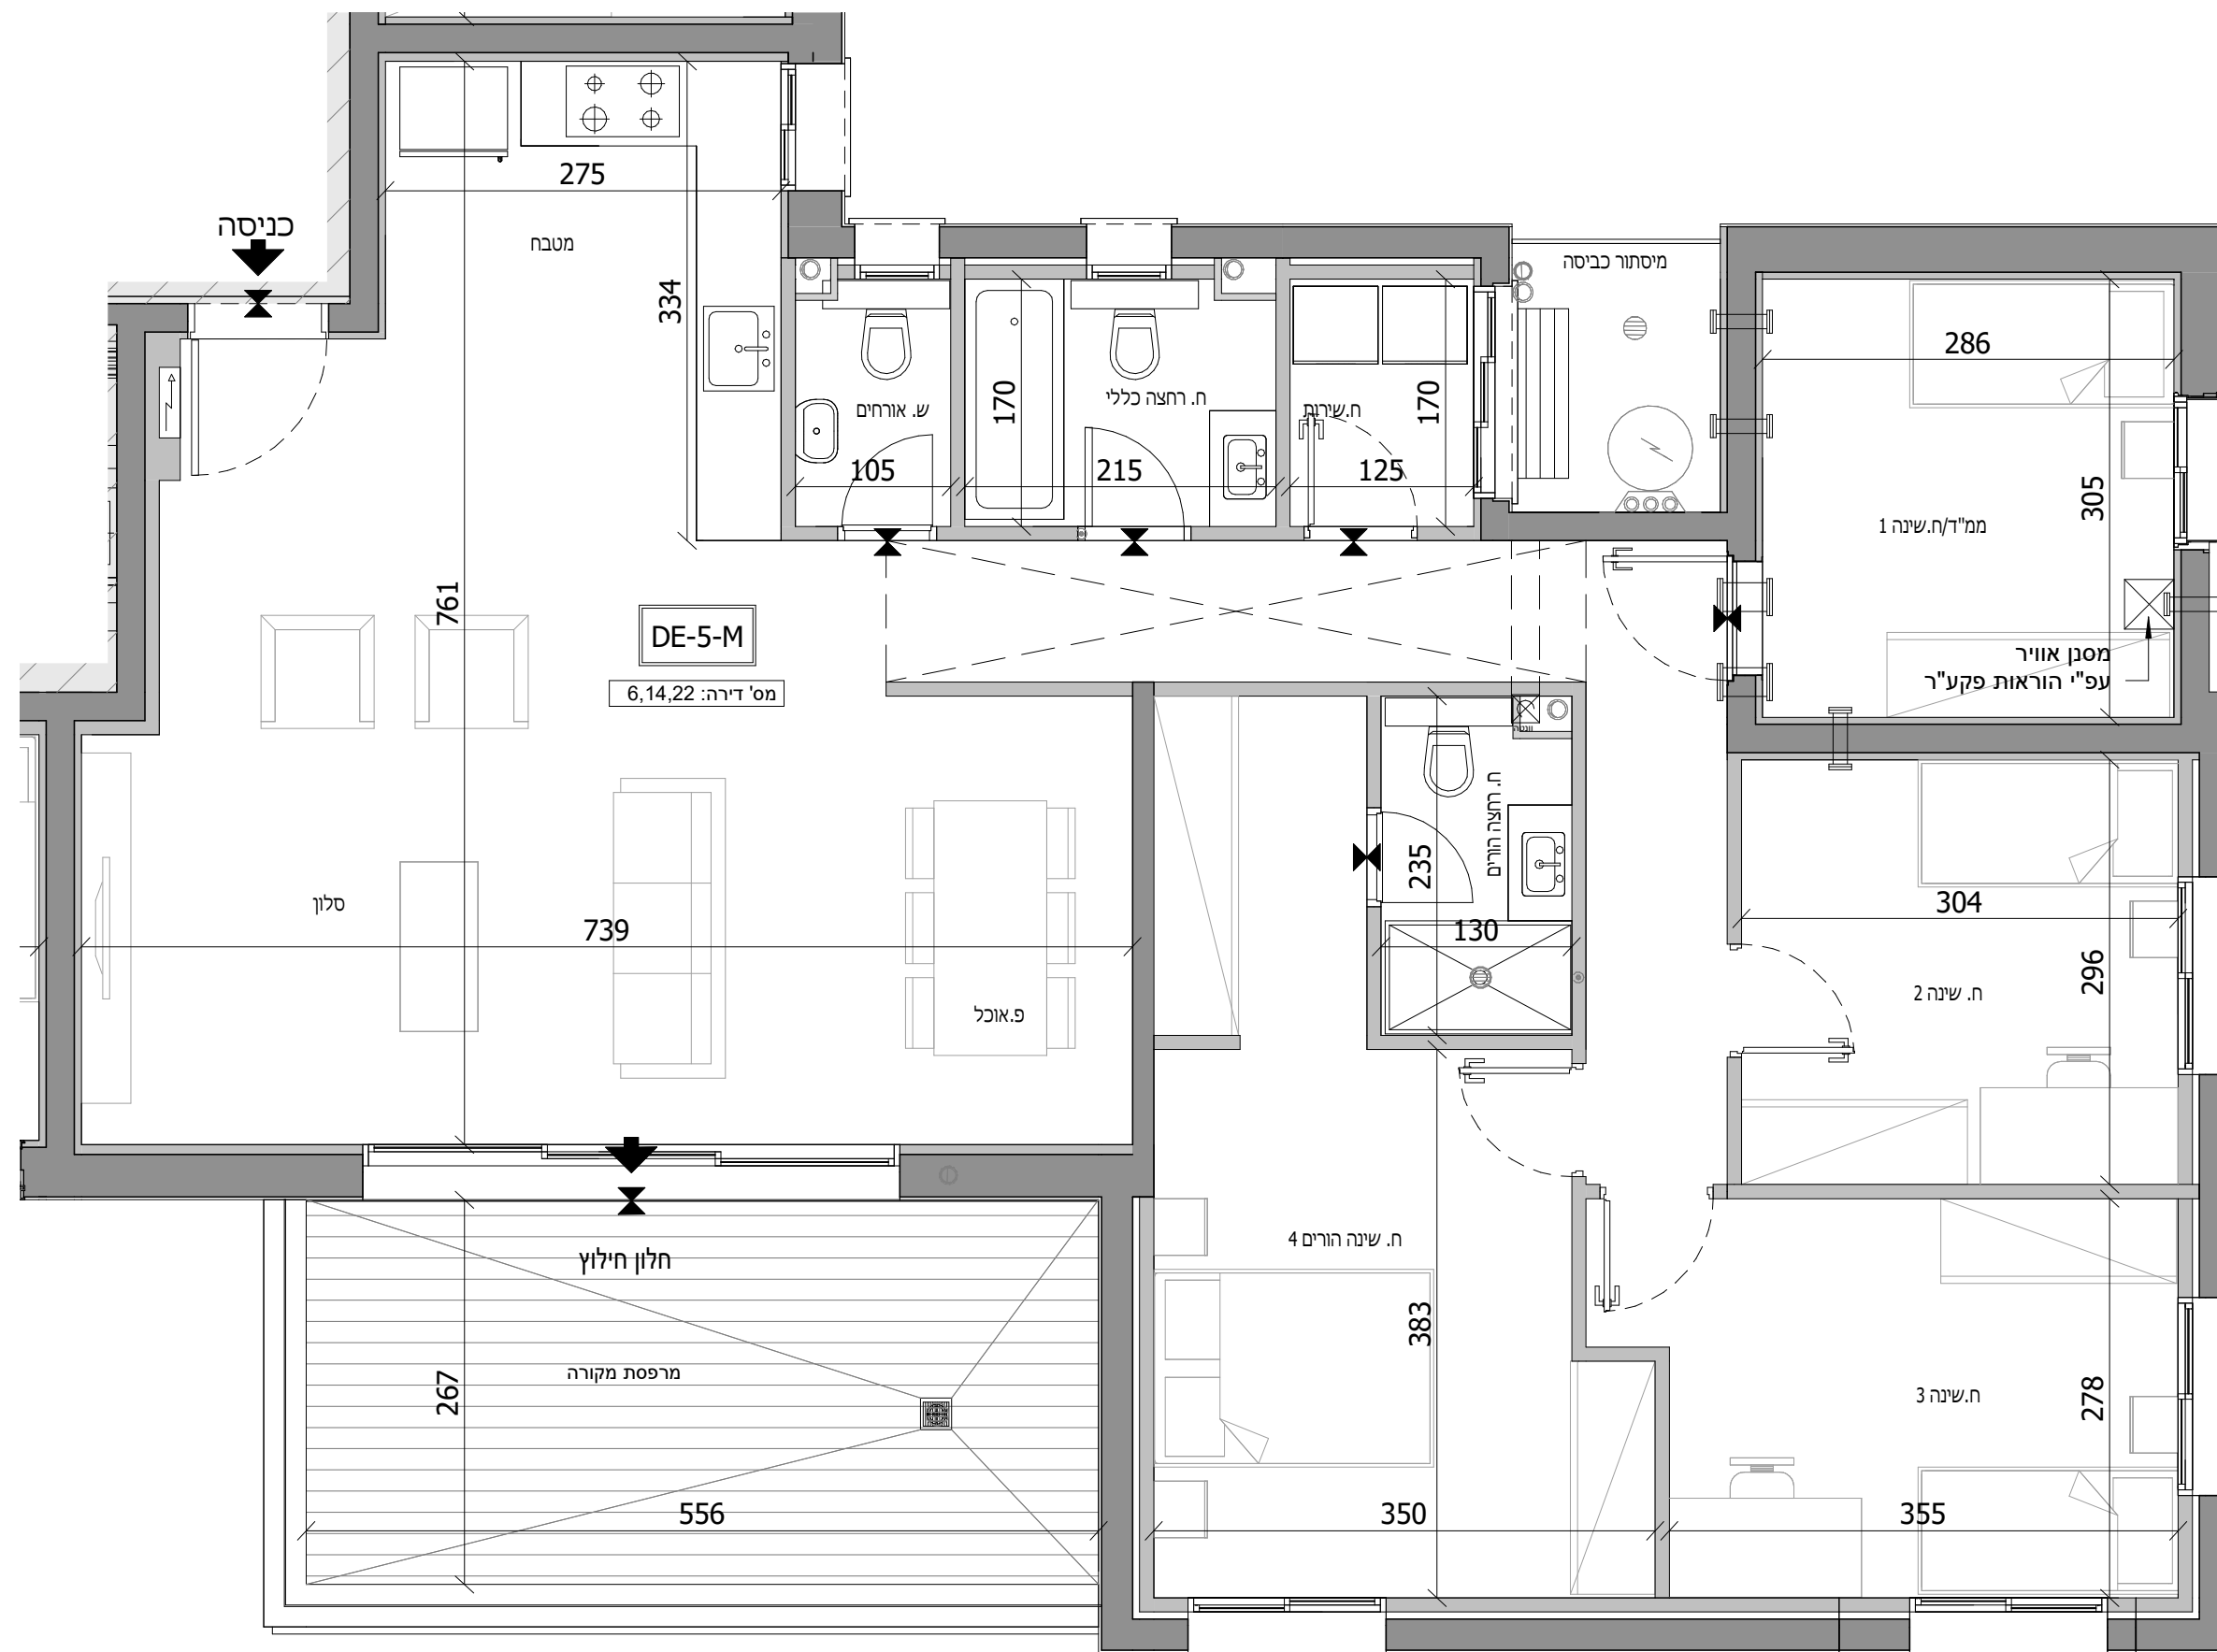 275
כניסה
מטבח
מיסתור כביסה
334
286
170
ח. רחצה כללי
ש. אורחים
ח.שירות
170
105
215
125
305
ממ"ד/ח.שינה 1
761
DE-5-M
מס' דירה: 6,14,22
מסנן אוויר
עפ"י הוראות פקע"ר
וונטה
ח. רחצה הורים
235
304
סלון
739
130
296
ח. שינה 2
פ.אוכל
ח. שינה הורים 4
חלון חילוץ
383
מרפסת מקורה
267
ח.שינה 3
278
556
350
355